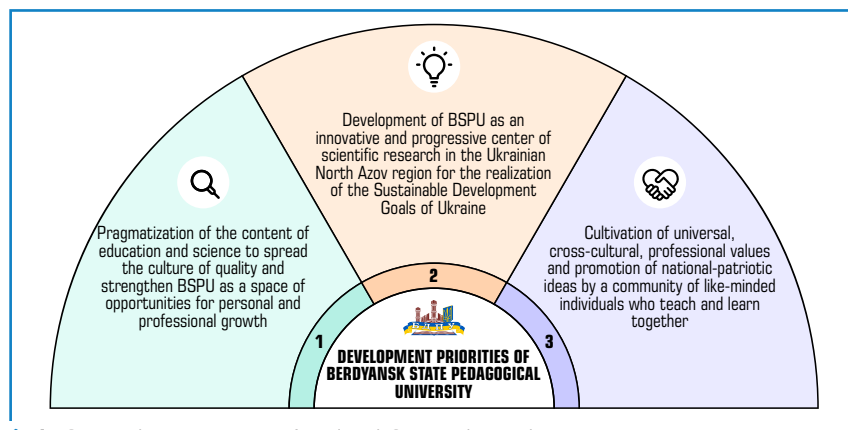 Development of BSPU as an
innovative and progressive center of
scientific research in the Ukrainian
North Azov region for the realization
of the Sustainable Development
Goals of Ukraine
Pragmatization of the content of
education and science to spread
the culture of quality and
strengthen BSPU as a space of
opportunities for personal and
professional growth
Cultivation of universal,
cross-cultural, professional values
and promotion of national-patriotic
ideas by a community of like-minded
individuals who teach and learn
together
1
2
3
DEVELOPMENT PRIORITIES OF
BERDYANSK STATE PEDAGOGICAL
UNIVERSITY